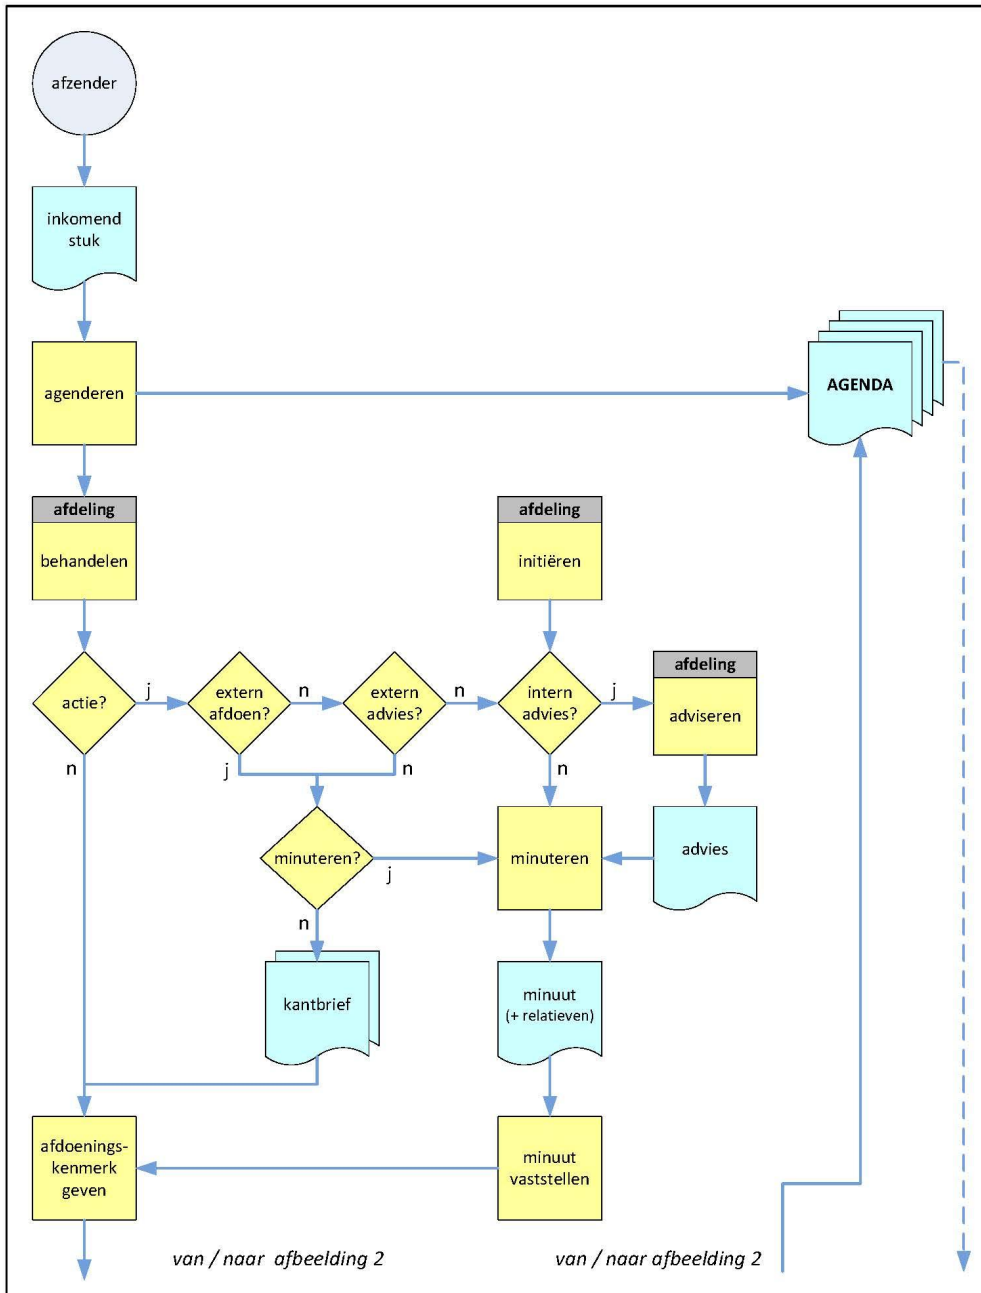 afzender
inkomend
stuk
agenderen
AGENDA
afdeling
behandelen
afdeling
initiëren
actie?
j
extern
afdoen?
n
extern
advies?
n
intern
advies?
j
afdeling
adviseren
n
j
n
n
minuteren?
j
minuteren
advies
n
kantbrief
minuut
(+ relatieven)
afdoenings-
kenmerk
geven
minuut
vaststellen
van / naar afbeelding 2
van / naar afbeelding 2